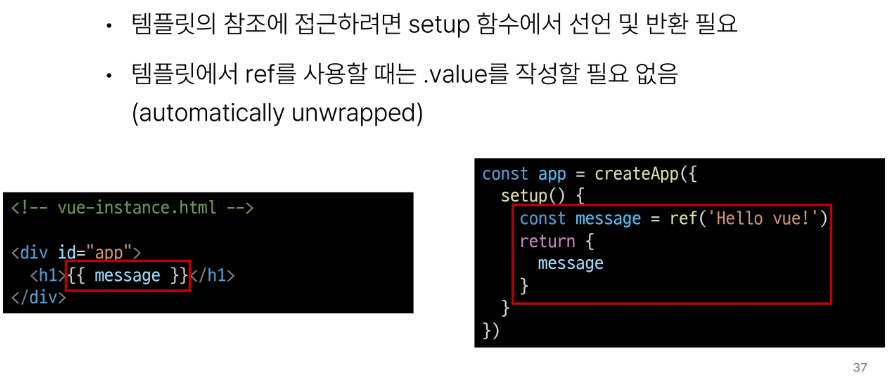 • 템플릿의 참조에 접근하려면 setup 함수에서 선언 및 반환 필요
• 템플릿에서 ref를 사용할 때는 .value를 작성할 필요 없음
(automatically unwrapped)
<!-- vue-instance.html -->
<div id="app">
  <h1>{{ message }}</h1>
</div>
const app = createApp({
  setup() {
    const message = ref('Hello vue!')
    return {
      message
    }
  }
})
37